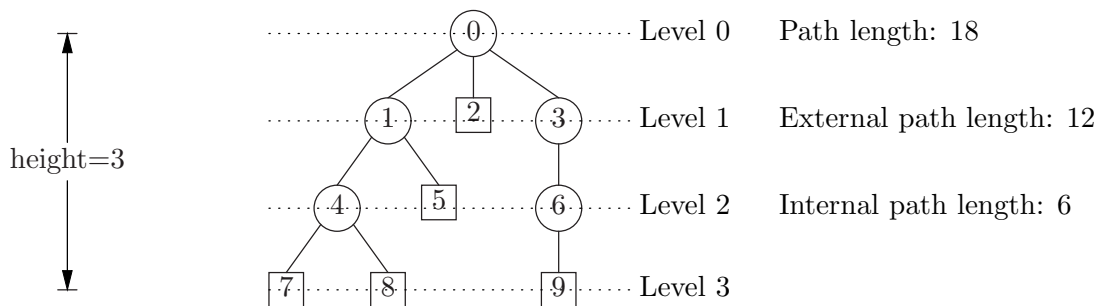 0 Level 0 Path length: 18
1 2 3 Level 1 External path length: 12
height=3
4 5 6 Level 2 Internal path length: 6
7 8 9 Level 3